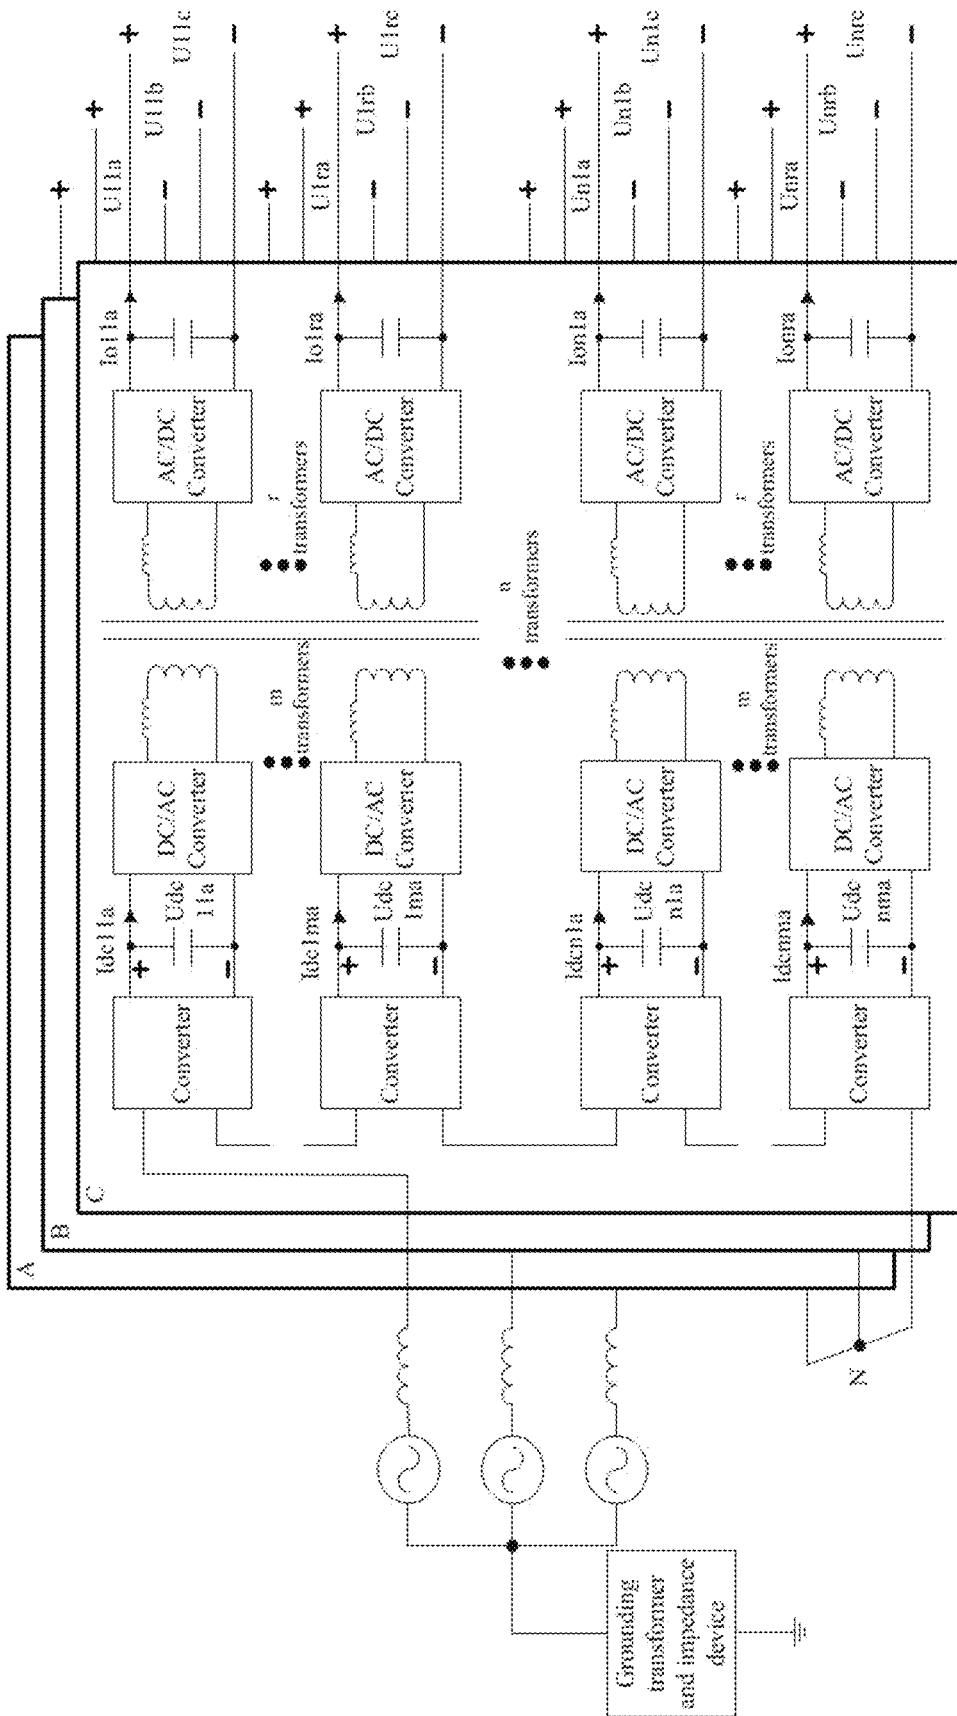 A
B
C
U11a
U11b
U11c
U1ra
U1rb
U1rc
Un1a
Un1b
Un1c
Unra
Unrb
Unrc
Io11a
Io1ra
Ion1a
Ionra
AC/DC
Converter
AC/DC
Converter
AC/DC
Converter
AC/DC
Converter
r
transformers
r
transformers
n
transformers
m
transformers
m
transformers
DC/AC
Converter
DC/AC
Converter
DC/AC
Converter
DC/AC
Converter
Idc11a
Udc
11a
Idc1ma
Udc
1ma
Idcn1a
Udc
n1a
Idcnma
Udc
nma
Converter
Converter
Converter
Converter
N
Grounding
transformer
and impedance
device